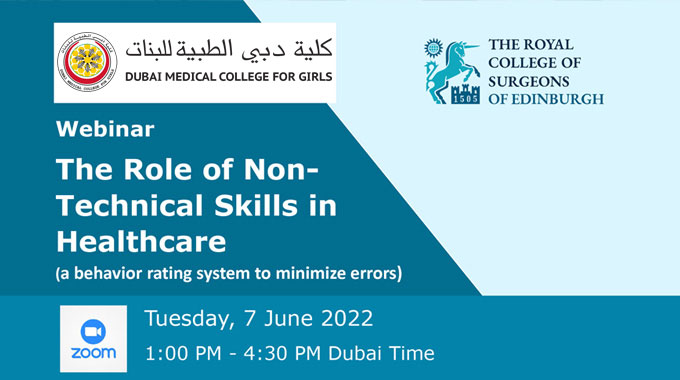 كلية دبي الطبية للبنات
DUBAI MEDICAL COLLEGE FOR GIRLS
THE ROYAL
COLLEGE OF
SURGEONS
OF EDINBURGH
1505
Webinar
The Role of Non-
Technical Skills in
Healthcare
(a behavior rating system to minimize errors)
zoom
Tuesday, 7 June 2022
1:00 PM - 4:30 PM Dubai Time